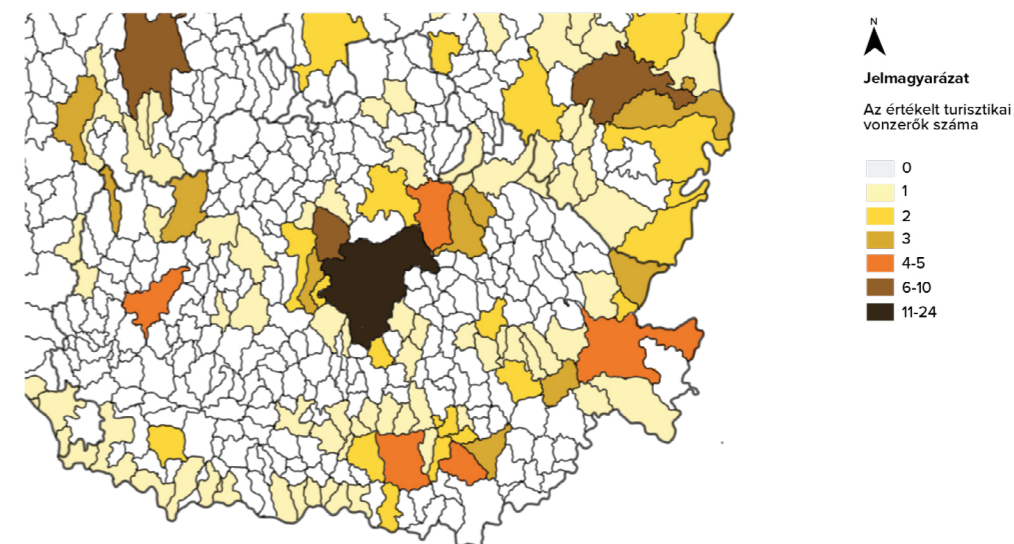 N
Jelmagyarázat
Az értékelt turisztikai
vonzerők száma
0
1
2
3
4-5
6-10
11-24